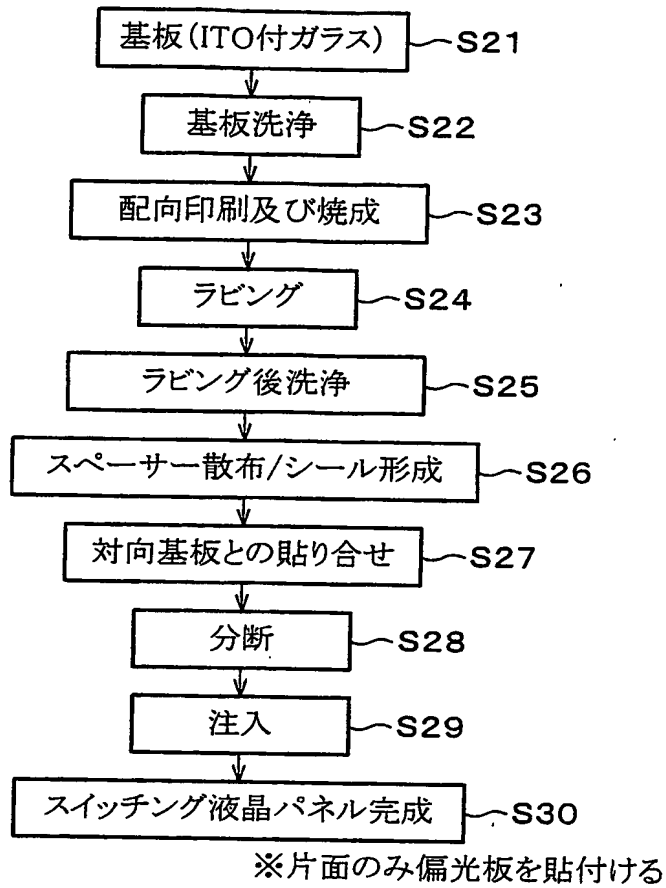 基板(ITO付ガラス) S21
基板洗浄 S22
配向印刷及び焼成 S23
ラビング S24
ラビング後洗浄 S25
スペーサー散布/シール形成 S26
対向基板との貼り合せ S27
分断 S28
注入 S29
スイッチング液晶パネル完成 S30
※片面のみ偏光板を貼付ける